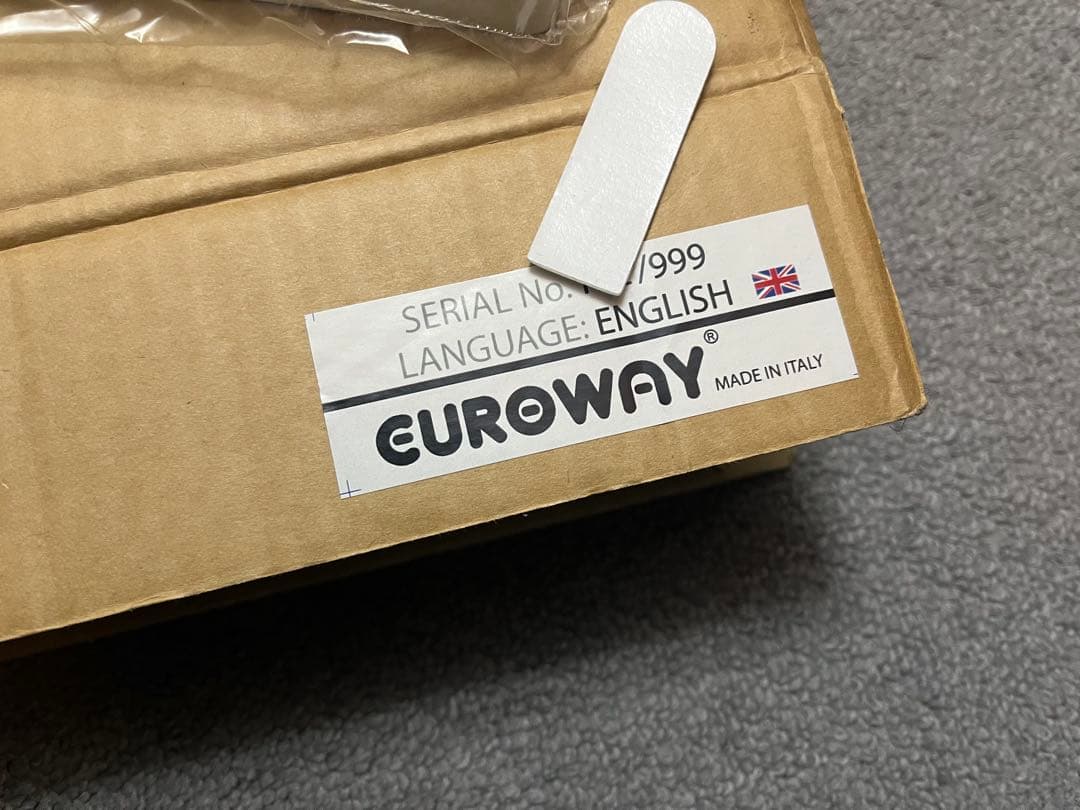 SERIAL No. /999
LANGUAGE: ENGLISH
EUROWAY® MADE IN ITALY